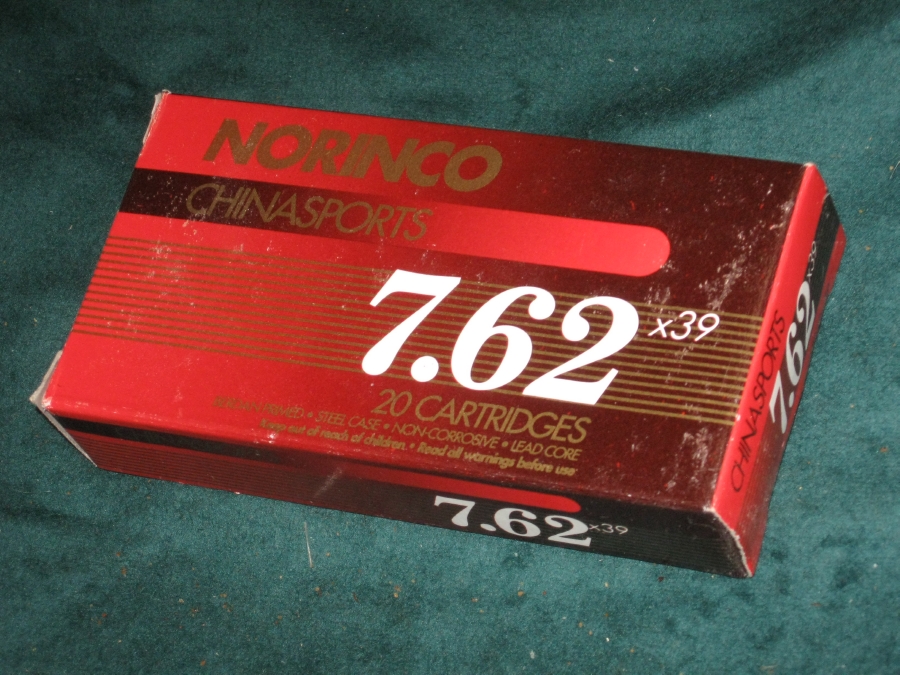 NORINCO
CHINASPORTS
7.62 x39
20 CARTRIDGES
PRIMED • STEEL CASE • NON-CORROSIVE • LEAD CORE
Keep out of reach of children. • Read all warnings before use
7.62 x39
CHINASPORTS
7.62 x39